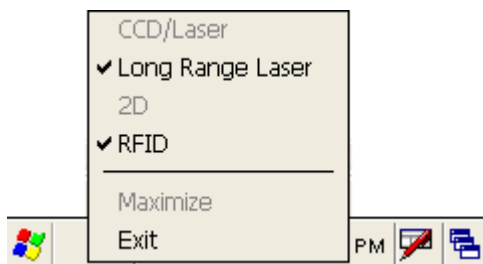 CCD/Laser
Long Range Laser
2D
RFID
Maximize
Exit
PM